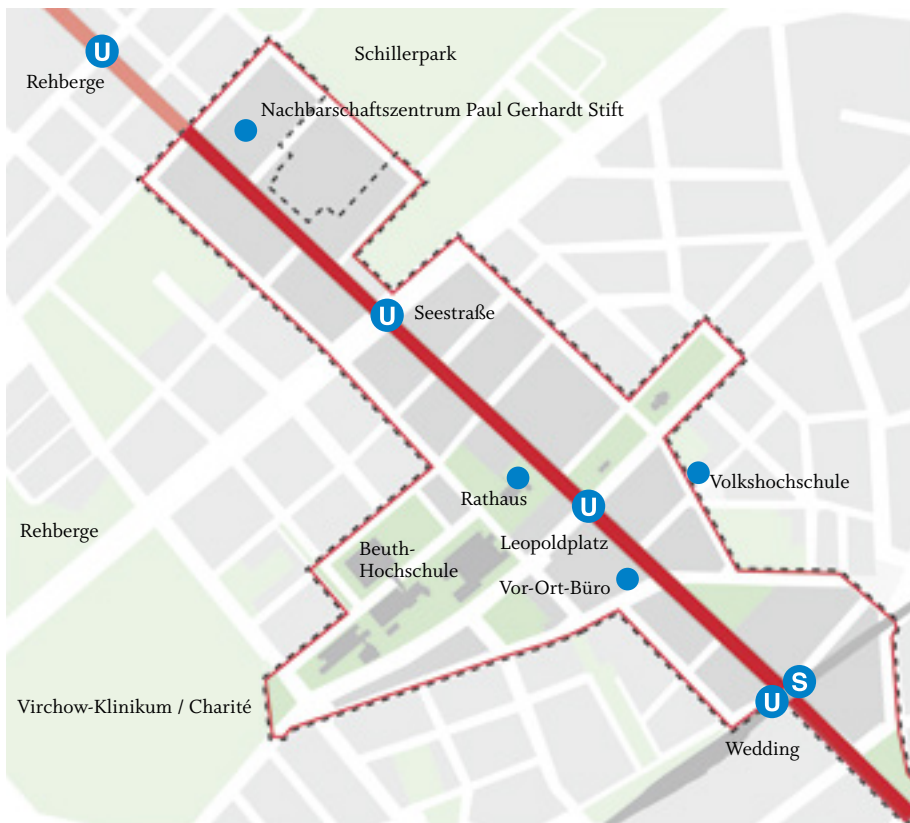 U
Schillerpark
Rehberge
Nachbarschaftszentrum Paul Gerhardt Stift
U
Seestraße
Volkshochschule
Rathaus
U
Rehberge
Leopoldplatz
Beuth-
Hochschule
Vor-Ort-Büro
S
U
Virchow-Klinikum / Charité
Wedding